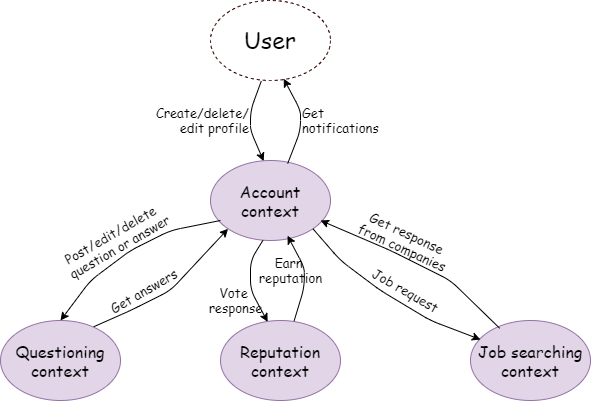 User
Create/delete/
edit profile
Get
notifications
Account
context
Post/edit/delete
question or answer
Get answers
Vote
response
Earn
reputation
Get response
from companies
Job request
Questioning
context
Reputation
context
Job searching
context